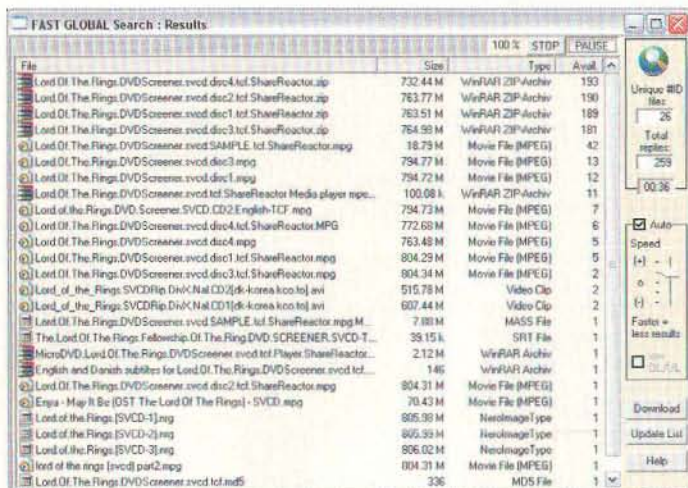 FAST GLOBAL Search : Results
100 % STOP PAUSE
File Size Type Avail.
Lord.Of.The.Rings.DVDScreener.svcd.disc4.tcf.ShareReactor.zip 732.44 M WinRAR ZIP-Archiv 193
Lord.Of.The.Rings.DVDScreener.svcd.disc2.tcf.ShareReactor.zip 763.77 M WinRAR ZIP-Archiv 190
Lord.Of.The.Rings.DVDScreener.svcd.disc1.tcf.ShareReactor.zip 763.51 M WinRAR ZIP-Archiv 189
Lord.Of.The.Rings.DVDScreener.svcd.disc3.tcf.ShareReactor.zip 764.98 M WinRAR ZIP-Archiv 181
Lord.Of.The.Rings.DVDScreener.svcd.SAMPLE.tcf.ShareReactor.mpg 18.79 M Movie File (MPEG) 42
Lord.Of.The.Rings.DVDScreener.svcd.disc3.mpg 794.77 M Movie File (MPEG) 13
Lord.Of.The.Rings.DVDScreener.svcd.disc1.mpg 794.72 M Movie File (MPEG) 12
Lord.Of.The.Rings.DVDScreener.svcd.tcf.ShareReactor Media player mpe... 100.08 k WinRAR ZIP-Archiv 11
Lord.of.the.Rings.DVD.Screener.SVCD.CD2.English-TCF.mpg 794.73 M Movie File (MPEG) 7
Lord.Of.The.Rings.DVDScreener.svcd.disc4.tcf.ShareReactor.MPG 772.68 M Movie File (MPEG) 6
Lord.Of.The.Rings.DVDScreener.svcd.disc4.mpg 763.48 M Movie File (MPEG) 5
Lord.Of.The.Rings.DVDScreener.svcd.disc1.tcf.ShareReactor.mpg 804.29 M Movie File (MPEG) 5
Lord.Of.The.Rings.DVDScreener.svcd.disc3.tcf.ShareReactor.mpg 804.34 M Movie File (MPEG) 2
Lord_of_the_Rings.SVCDRip.DivX.Nal.CD2[dk-korea.koo.to].avi 515.78 M Video Clip 2
Lord_of_the_Rings.SVCDRip.DivX.Nal.CD1[dk-korea.koo.to].avi 607.44 M Video Clip 2
Lord.Of.The.Rings.DVDScreener.svcd.SAMPLE.tcf.ShareReactor.mpg.M... 7.88 M MASS File 1
The.Lord.Of.The.Rings.Fellowship.Of.The.Ring.DVD.SCREENER.SVCD-T... 39.15 k SRT File 1
MicroDVD.Lord.Of.The.Rings.DVDScreener.svcd.tcf.Player.ShareReactor... 2.12 M WinRAR Archiv 1
English and Danish subtitles for Lord.Of.The.Rings.DVDScreener.svcd.tcf.... 146 WinRAR Archiv 1
Lord.Of.The.Rings.DVDScreener.svcd.disc2.tcf.ShareReactor.mpg 804.31 M Movie File (MPEG) 1
Enya - May It Be (OST The Lord Of The Rings) - SVCD.mpg 70.43 M Movie File (MPEG) 1
Lord of the Rings [SVCD-1].nrg 805.98 M NeroImageType 1
Lord of the Rings [SVCD-2].nrg 805.99 M NeroImageType 1
Lord of the Rings [SVCD-3].nrg 806.02 M NeroImageType 1
lord of the rings (svcd) part2.mpg 804.31 M Movie File (MPEG) 1
Lord.Of.The.Rings.DVDScreener.svcd.tcf.md5 336 MD5 File 1
Unique #ID
files:
26
Total
replies:
259
00:36
Auto
Speed
(+)
o
(-)
Faster =
less results
DL/UL
Download
Update List
Help